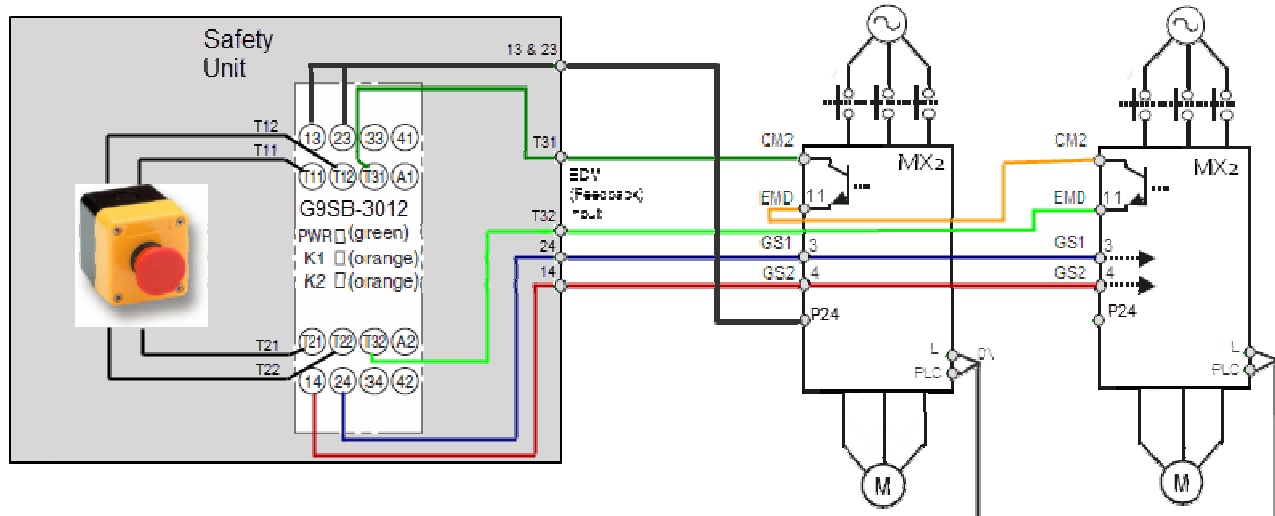 Safety
Unit
13 & 23
T12
T11
13 23 33 41
T11 T12 T31 A1
G9SB-3012
PWR (green)
K1 (orange)
K2 (orange)
T21
T22
T21 T22 T32 A2
14 24 34 42
T31
(Feedback)
T32
24
14
CM2
MX2
EMD 11
GS1 3
GS2 4
P24
L
PLC
M
CM2
MX2
EMD 11
GS1 3
GS2 4
P24
L
PLC
M